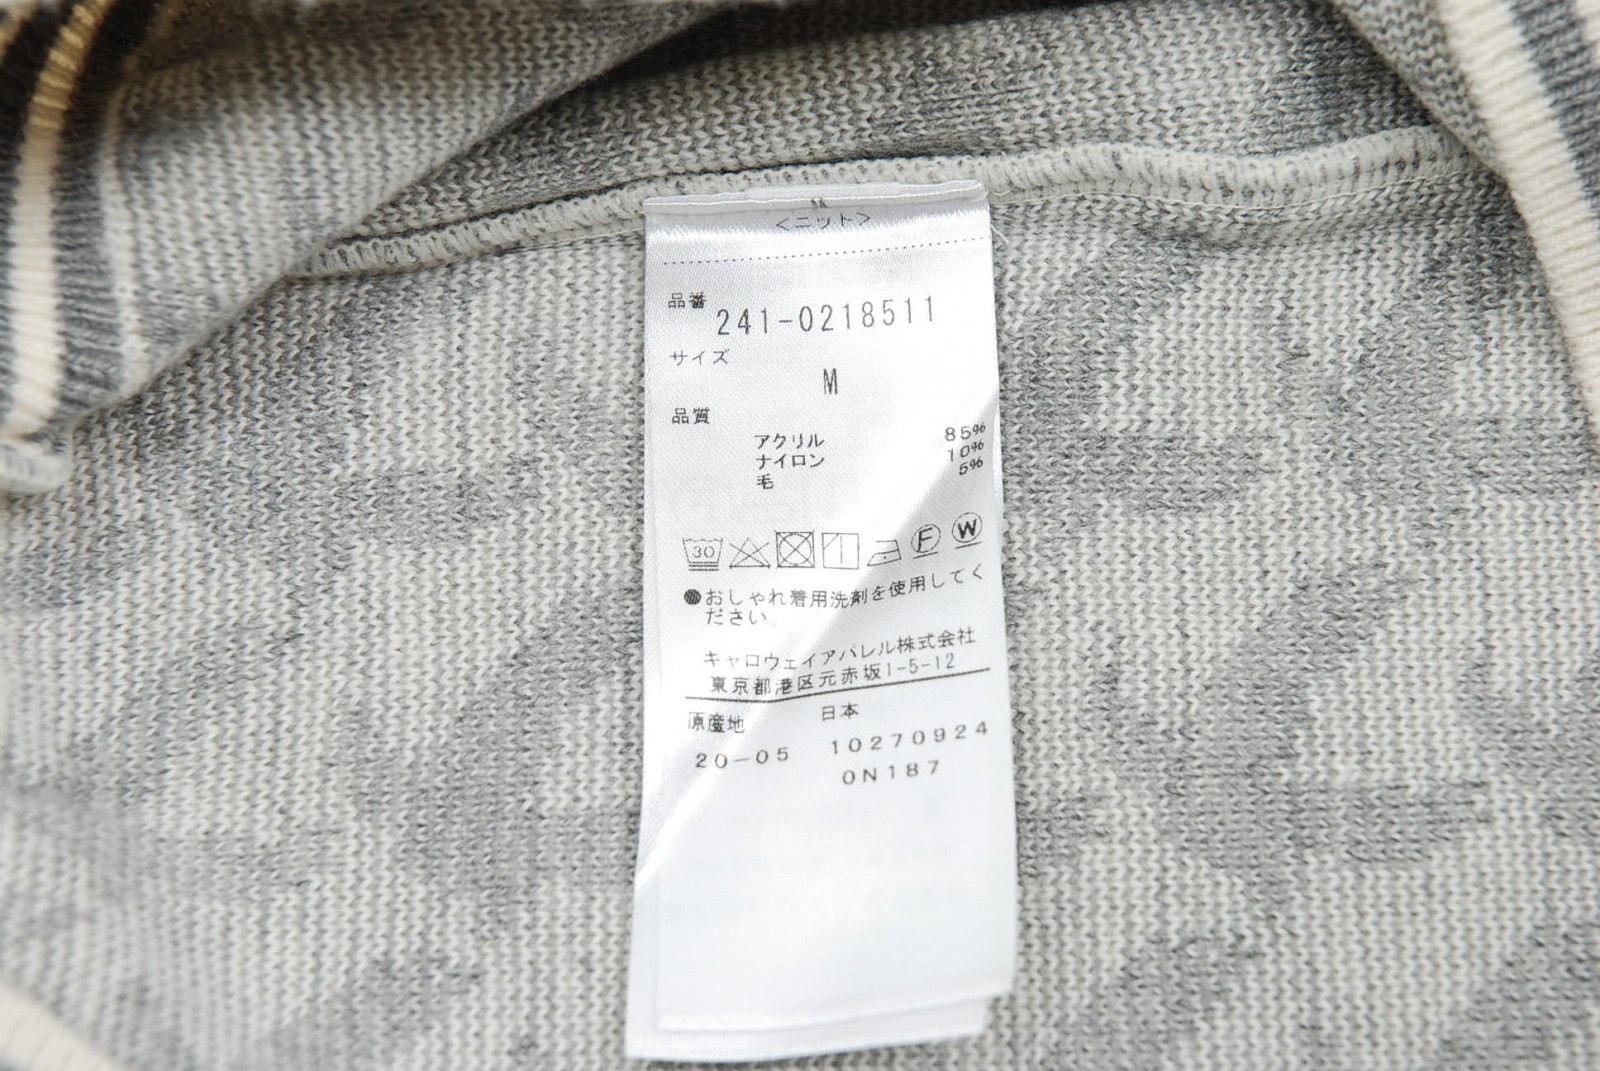 <ニット>
品番
241-0218511
サイズ
M
品質
アクリル 85%
ナイロン 10%
毛 5%
30 F W
●おしゃれ着用洗剤を使用してく
ださい
キャロウェイアパレル株式会社
東京都港区元赤坂1-5-12
原産地 日本
20-05 10270924
0N187